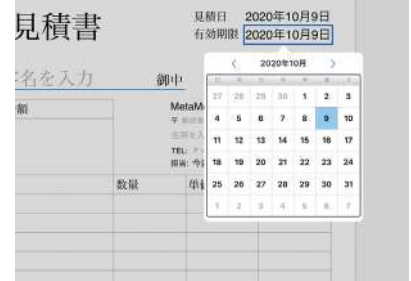 見積書
見積日 2020年10月9日
有効期限 2020年10月9日
名を入力 御中
2020年10月
27 28 29 30 1 2 3
4 5 6 7 8 9 10
11 12 13 14 15 16 17
18 19 20 21 22 23 24
25 26 27 28 29 30 31
1 2 3 4 5 6 7
額
MetaM
〒
TEL:
担当: 今
数量 単